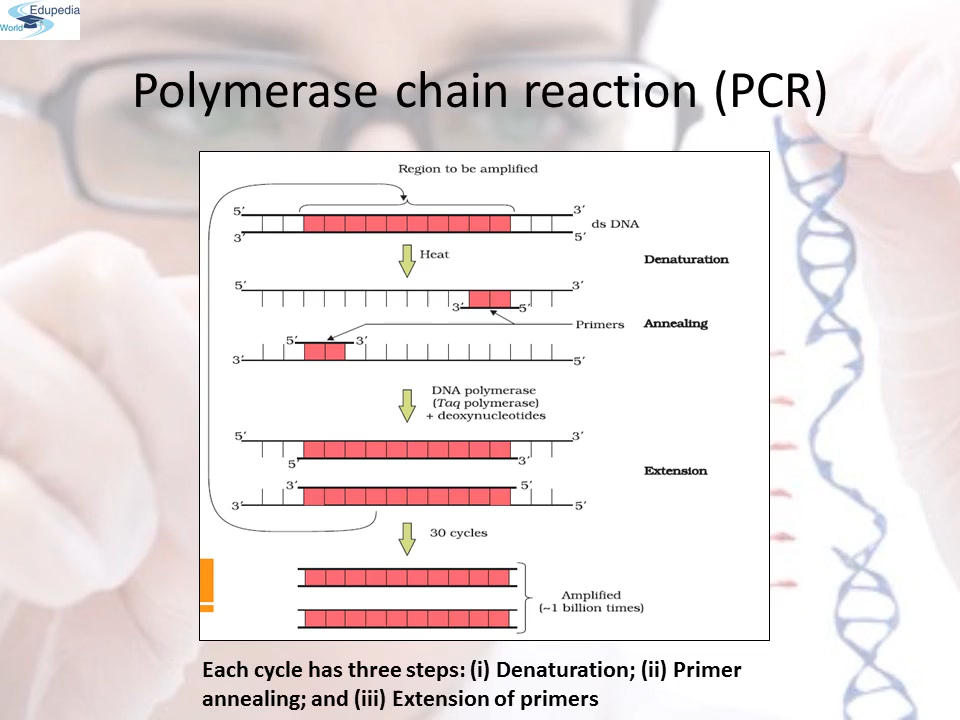 Edupedia
World
Polymerase chain reaction (PCR)
Region to be amplified
5′ 3′
ds DNA
3′ 5′
Heat
Denaturation
5′ 3′
3′ 5′
Primers Annealing
5′ 3′
3′ 5′
DNA polymerase
(Taq polymerase)
+ deoxynucleotides
5′ 3′
5′ 3′
Extension
3′ 5′
3′ 5′
30 cycles
Amplified
(~1 billion times)
Each cycle has three steps: (i) Denaturation; (ii) Primer
annealing; and (iii) Extension of primers